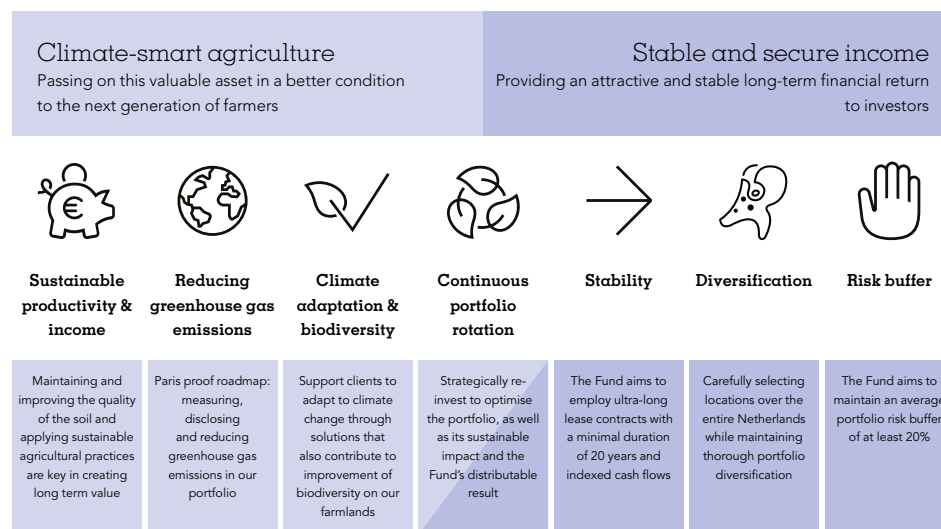 Climate-smart agriculture
Passing on this valuable asset in a better condition
to the next generation of farmers
Stable and secure income
Providing an attractive and stable long-term financial return
to investors
€
Sustainable
productivity &
income
Reducing
greenhouse gas
emissions
Climate
adaptation &
biodiversity
Continuous
portfolio
rotation
Stability
Diversification
Risk buffer
Maintaining and
improving the quality
of the soil and
applying sustainable
agricultural practices
are key in creating
long term value
Paris proof roadmap:
measuring,
disclosing
and reducing
greenhouse gas
emissions in our
portfolio
Support clients to
adapt to climate
change through
solutions that
also contribute to
improvement of
biodiversity on our
farmlands
Strategically re-
invest to optimise
the portfolio, as well
as its sustainable
impact and the
Fund's distributable
result
The Fund aims to
employ ultra-long
lease contracts with
a minimal duration
of 20 years and
indexed cash flows
Carefully selecting
locations over the
entire Netherlands
while maintaining
thorough portfolio
diversification
The Fund aims to
maintain an average
portfolio risk buffer
of at least 20%